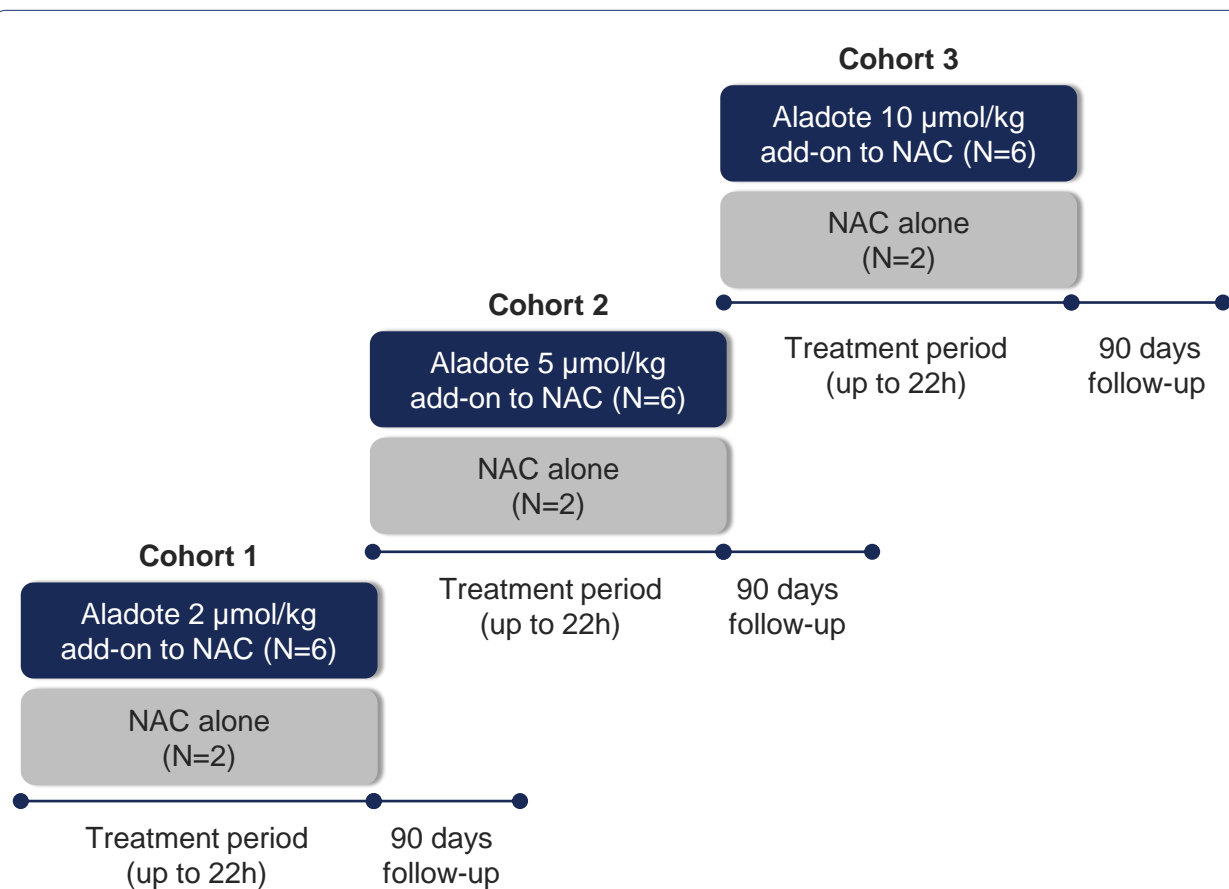 Cohort 3
Aladote 10 µmol/kg
add-on to NAC (N=6)
NAC alone
(N=2)
Treatment period
(up to 22h)
90 days
follow-up
Cohort 2
Aladote 5 µmol/kg
add-on to NAC (N=6)
NAC alone
(N=2)
Treatment period
(up to 22h)
90 days
follow-up
Cohort 1
Aladote 2 µmol/kg
add-on to NAC (N=6)
NAC alone
(N=2)
Treatment period
(up to 22h)
90 days
follow-up